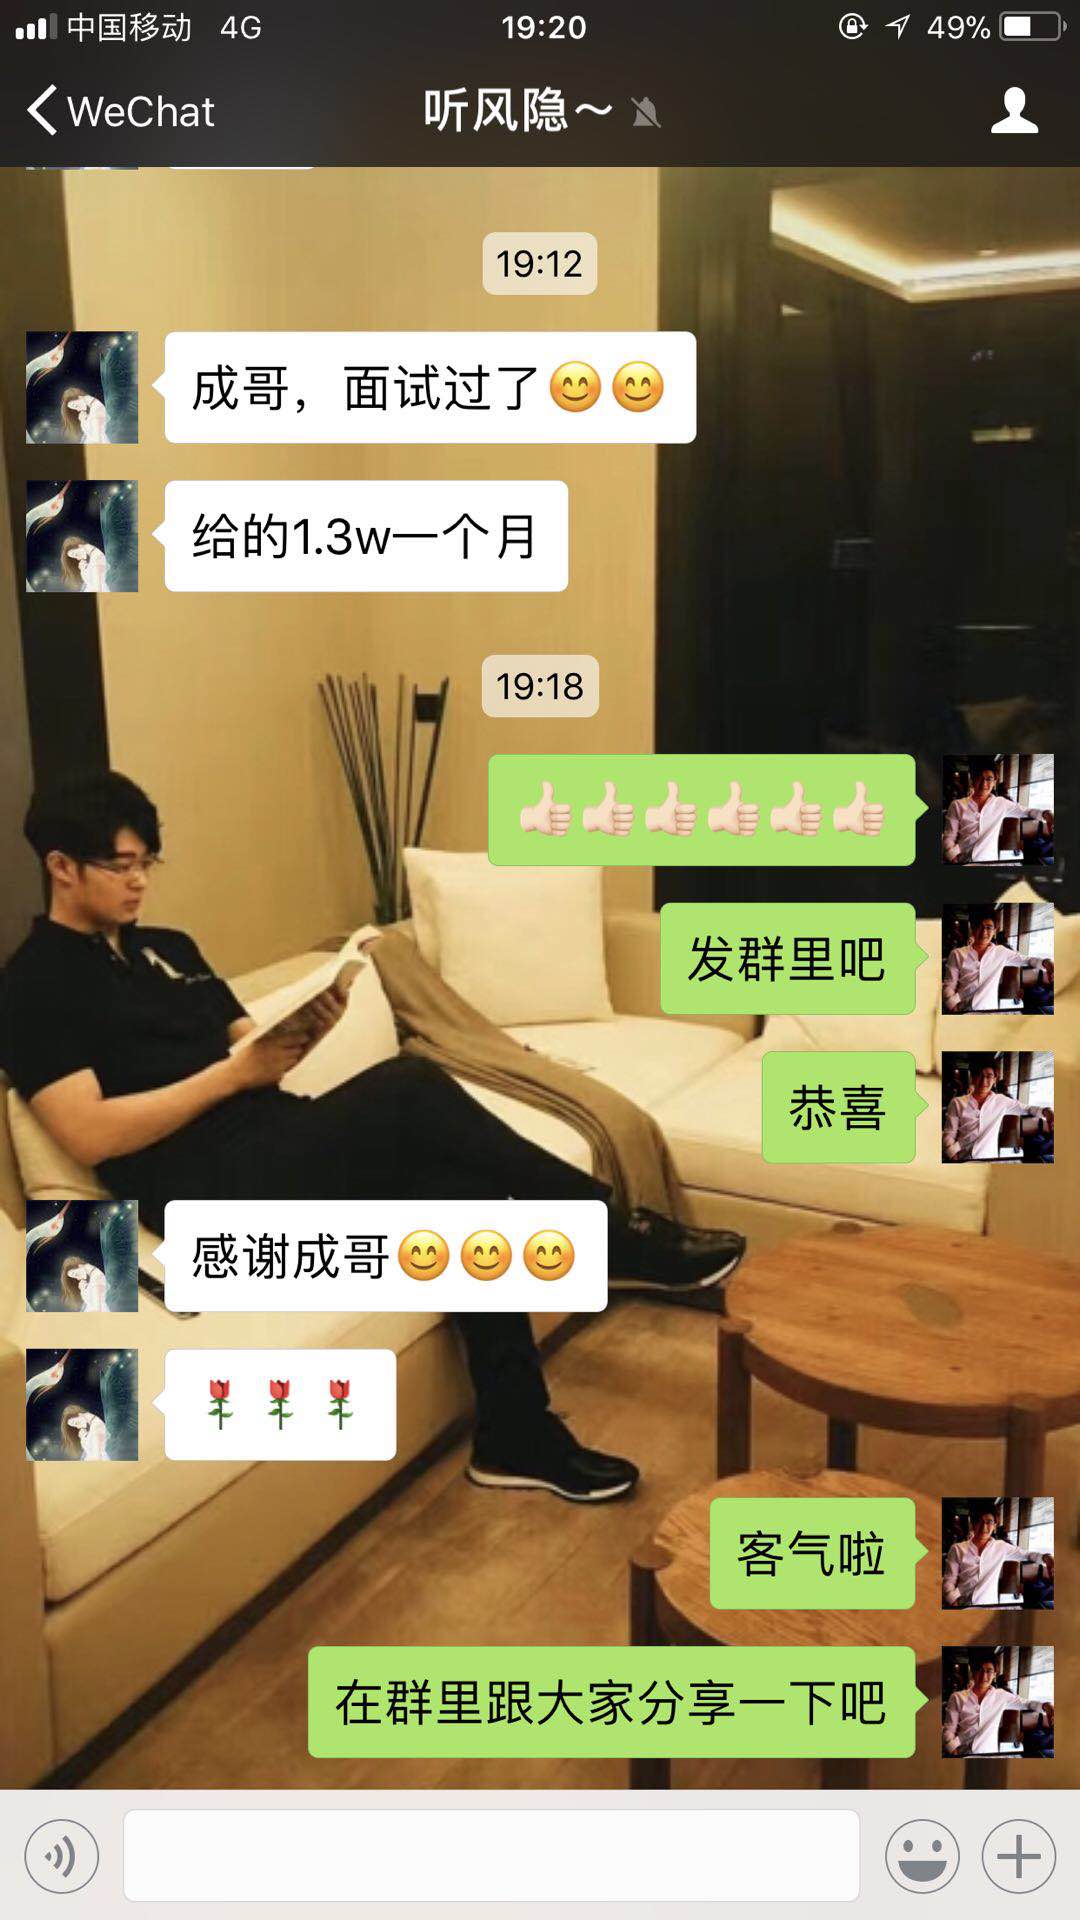 中国移动 4G 19:20 49%
WeChat 听风隐～
19:12
成哥，面试过了😊😊
给的1.3w一个月
19:18
👍🏻👍🏻👍🏻👍🏻👍🏻👍🏻
发群里吧
恭喜
感谢成哥😊😊😊
🌹🌹🌹
客气啦
在群里跟大家分享一下吧